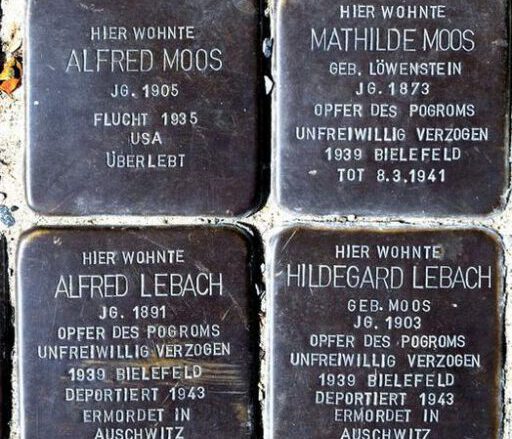 HIER WOHNTE
ALFRED MOOS
JG. 1905
FLUCHT 1935
USA
ÜBERLEBT
HIER WOHNTE
MATHILDE MOOS
GEB. LÖWENSTEIN
JG. 1873
OPFER DES POGROMS
UNFREIWILLIG VERZOGEN
1939 BIELEFELD
TOT 8.3.1941
HIER WOHNTE
ALFRED LEBACH
JG. 1891
OPFER DES POGROMS
UNFREIWILLIG VERZOGEN
1939 BIELEFELD
DEPORTIERT 1943
ERMORDET IN
AUSCHWITZ
HIER WOHNTE
HILDEGARD LEBACH
GEB. MOOS
JG. 1903
OPFER DES POGROMS
UNFREIWILLIG VERZOGEN
1939 BIELEFELD
DEPORTIERT 1943
ERMORDET IN
AUSCHWITZ